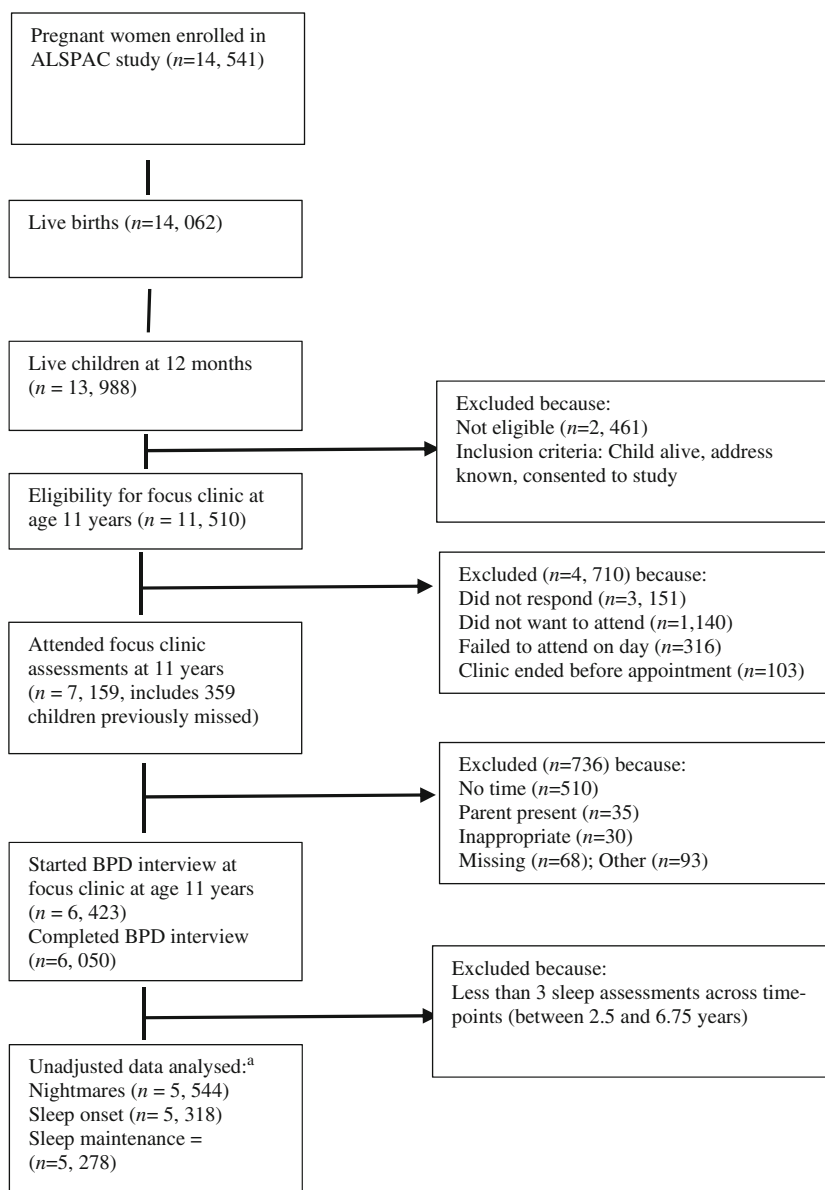 Pregnant women enrolled in
ALSPAC study (n=14, 541)
Live births (n=14, 062)
Live children at 12 months
(n = 13, 988)
Excluded because:
Not eligible (n=2, 461)
Inclusion criteria: Child alive, address
known, consented to study
Eligibility for focus clinic at
age 11 years (n = 11, 510)
Excluded (n=4, 710) because:
Did not respond (n=3, 151)
Did not want to attend (n=1,140)
Failed to attend on day (n=316)
Clinic ended before appointment (n=103)
Attended focus clinic
assessments at 11 years
(n = 7, 159, includes 359
children previously missed)
Excluded (n=736) because:
No time (n=510)
Parent present (n=35)
Inappropriate (n=30)
Missing (n=68); Other (n=93)
Started BPD interview at
focus clinic at age 11 years
(n = 6, 423)
Completed BPD interview
(n=6, 050)
Excluded because:
Less than 3 sleep assessments across time-
points (between 2.5 and 6.75 years)
Unadjusted data analysed:a
Nightmares (n = 5, 544)
Sleep onset (n= 5, 318)
Sleep maintenance =
(n=5, 278)